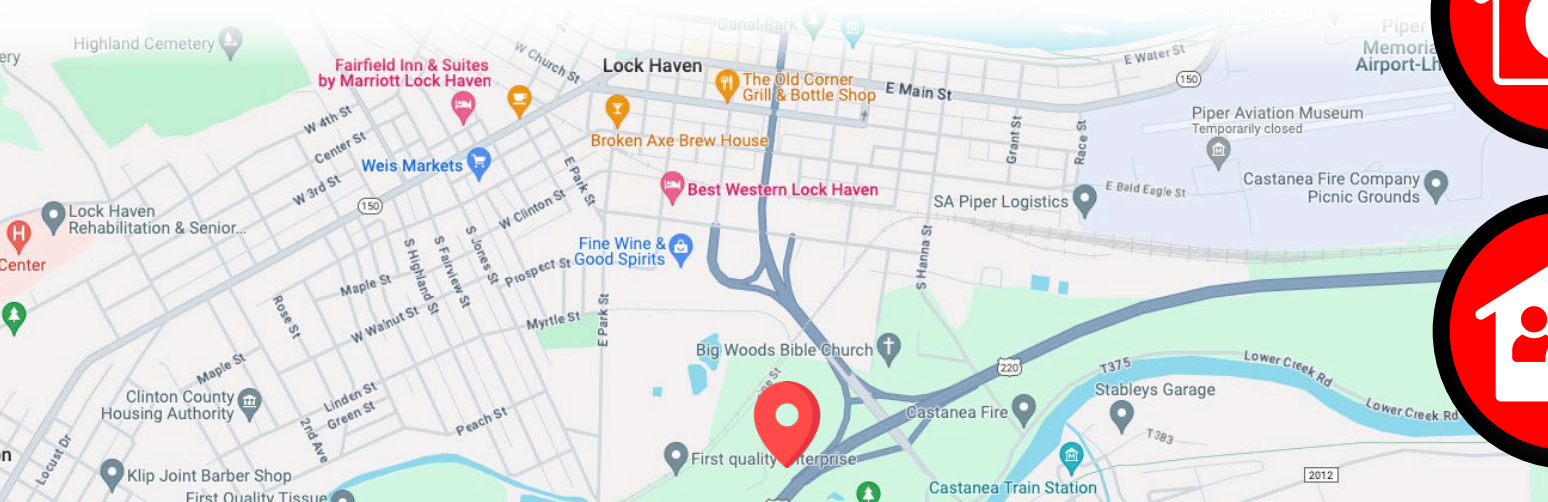 Canal Park
Highland Cemetery
ery
2nd
W Church St
Fairfield Inn & Suites
by Marriott Lock Haven
Lock Haven
The Old Corner
Grill & Bottle Shop
E Main St
E Water St
150
Piper
Memoria
Airport-Lh
W 4th St
Center St
W 3rd St
Weis Markets
Broken Axe Brew House
E Park St
Grant St
Race St
Piper Aviation Museum
Temporarily closed
Best Western Lock Haven
SA Piper Logistics
E Bald Eagle St
Castanea Fire Company
Picnic Grounds
150
Lock Haven
Rehabilitation & Senior...
H
Center
W Clinton St
S Highland St
S Fairview St
S Jones St
Prospect St
Fine Wine &
Good Spirits
S Hanna St
Maple St
Rose St
W Walnut St
Myrtle St
E Park St
Big Woods Bible Church
220
T375
Lower Creek Rd
Stableys Garage
Lower Creek Rd
Maple St
Clinton County
Housing Authority
Linden St
Green St
2nd Ave
Peach St
Castanea Fire
T383
Locust Dr
n
Klip Joint Barber Shop
First Quality Tissue
First quality
terprise
Castanea Train Station
2012